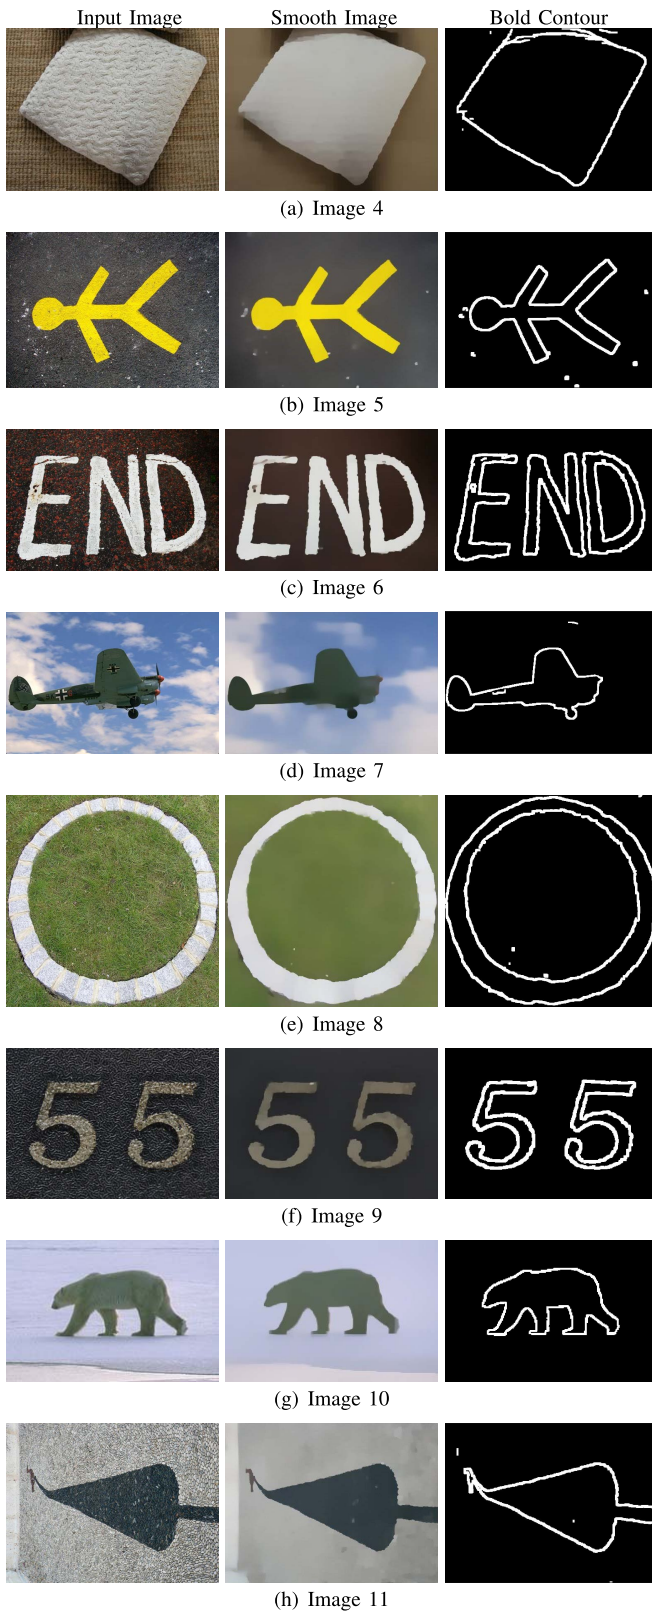 Input Image Smooth Image Bold Contour
(a) Image 4
(b) Image 5
END END END
(c) Image 6
(d) Image 7
(e) Image 8
55 55 55
(f) Image 9
(g) Image 10
(h) Image 11